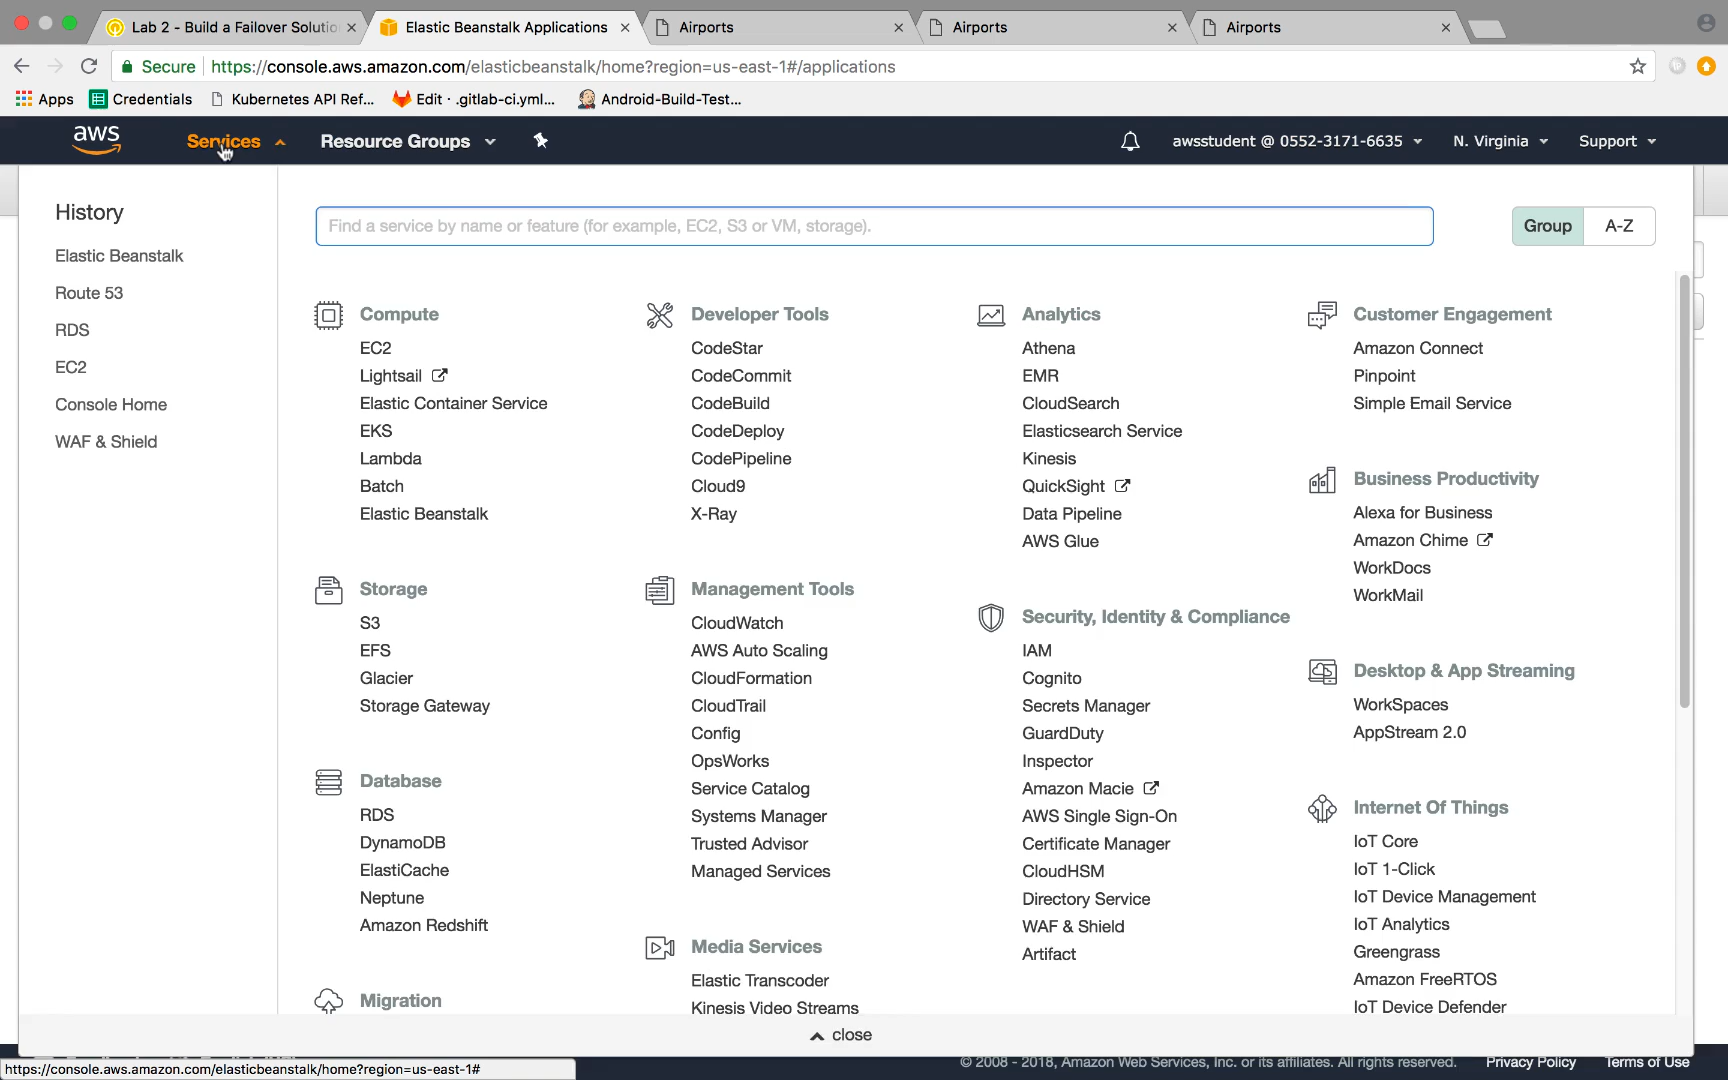 Lab 2 - Build a Failover Solutio
Elastic Beanstalk Applications
Airports
Airports
Airports
Secure
https://console.aws.amazon.com/elasticbeanstalk/home?region=us-east-1#/applications
Apps
Credentials
Kubernetes API Ref...
Edit · .gitlab-ci.yml...
Android-Build-Test...
aws
Services
Resource Groups
awsstudent @ 0552-3171-6635
N. Virginia
Support
History
Elastic Beanstalk
Route 53
RDS
EC2
Console Home
WAF & Shield
Find a service by name or feature (for example, EC2, S3 or VM, storage).
Group
A-Z
Compute
EC2
Lightsail
Elastic Container Service
EKS
Lambda
Batch
Elastic Beanstalk
Storage
S3
EFS
Glacier
Storage Gateway
Database
RDS
DynamoDB
ElastiCache
Neptune
Amazon Redshift
Migration
Developer Tools
CodeStar
CodeCommit
CodeBuild
CodeDeploy
CodePipeline
Cloud9
X-Ray
Management Tools
CloudWatch
AWS Auto Scaling
CloudFormation
CloudTrail
Config
OpsWorks
Service Catalog
Systems Manager
Trusted Advisor
Managed Services
Media Services
Elastic Transcoder
Kinesis Video Streams
Analytics
Athena
EMR
CloudSearch
Elasticsearch Service
Kinesis
QuickSight
Data Pipeline
AWS Glue
Security, Identity & Compliance
IAM
Cognito
Secrets Manager
GuardDuty
Inspector
Amazon Macie
AWS Single Sign-On
Certificate Manager
CloudHSM
Directory Service
WAF & Shield
Artifact
Customer Engagement
Amazon Connect
Pinpoint
Simple Email Service
Business Productivity
Alexa for Business
Amazon Chime
WorkDocs
WorkMail
Desktop & App Streaming
WorkSpaces
AppStream 2.0
Internet Of Things
IoT Core
IoT 1-Click
IoT Device Management
IoT Analytics
Greengrass
Amazon FreeRTOS
IoT Device Defender
close
https://console.aws.amazon.com/elasticbeanstalk/home?region=us-east-1#
© 2008 - 2018, Amazon Web Services, Inc. or its affiliates. All rights reserved.
Privacy Policy
Terms of Use